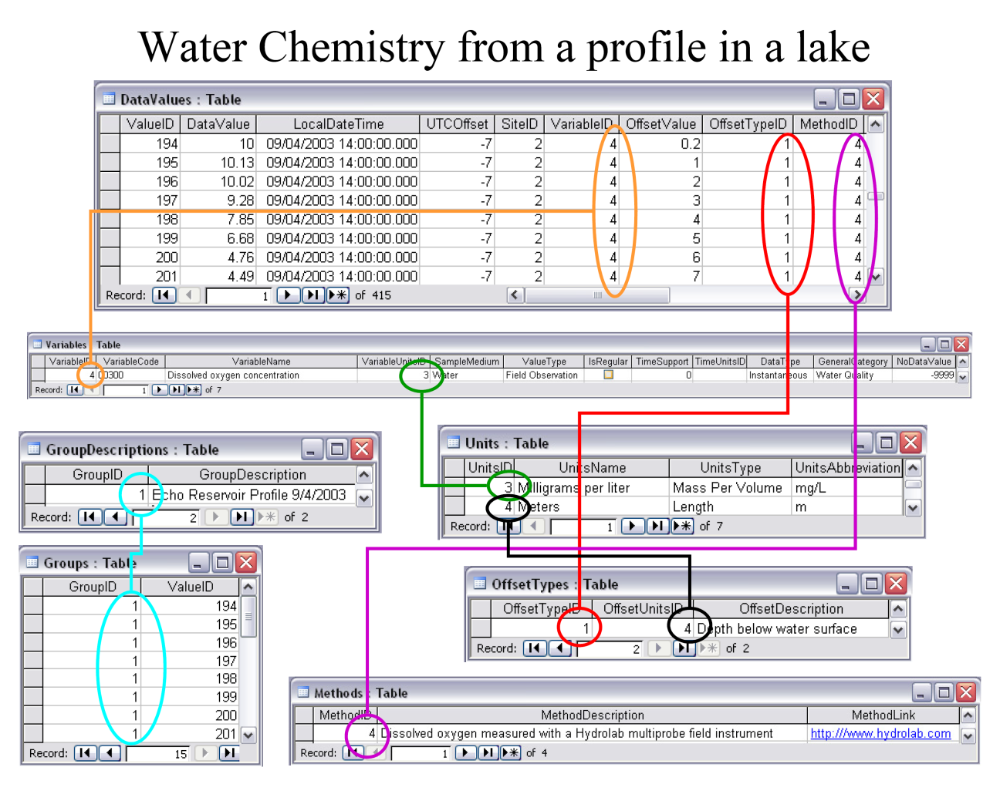 Water Chemistry from a profile in a lake
DataValues : Table
ValueID DataValue LocalDateTime UTCOffset SiteID VariableID OffsetValue OffsetTypeID MethodID
194 10 09/04/2003 14:00:00.000 -7 2 4 0.2 1 4
195 10.13 09/04/2003 14:00:00.000 -7 2 4 1 1 4
196 10.02 09/04/2003 14:00:00.000 -7 2 4 2 1 4
197 9.28 09/04/2003 14:00:00.000 -7 2 4 3 1 4
198 7.85 09/04/2003 14:00:00.000 -7 2 4 4 1 4
199 6.68 09/04/2003 14:00:00.000 -7 2 4 5 1 4
200 4.76 09/04/2003 14:00:00.000 -7 2 4 6 1 4
201 4.49 09/04/2003 14:00:00.000 -7 2 4 7 1 4
Record: 1 of 415
Variables : Table
VariableID VariableCode VariableName VariableUnitsID SampleMedium ValueType IsRegular TimeSupport TimeUnitsID DataType GeneralCategory NoDataValue
4 00300 Dissolved oxygen concentration 3 Water Field Observation 0 Instantaneous Water Quality -9999
Record: 1 of 7
GroupDescriptions : Table
GroupID GroupDescription
1 Echo Reservoir Profile 9/4/2003
Record: 2 of 2
Units : Table
UnitsID UnitsName UnitsType UnitsAbbreviation
3 Milligrams per liter Mass Per Volume mg/L
4 Meters Length m
Record: 1 of 7
Groups : Table
GroupID ValueID
1 194
1 195
1 196
1 197
1 198
1 199
1 200
1 201
Record: 15
OffsetTypes : Table
OffsetTypeID OffsetUnitsID OffsetDescription
1 4 Depth below water surface
Record: 2 of 2
Methods : Table
MethodID MethodDescription MethodLink
4 Dissolved oxygen measured with a Hydrolab multiprobe field instrument http://www.hydrolab.com
Record: 1 of 4